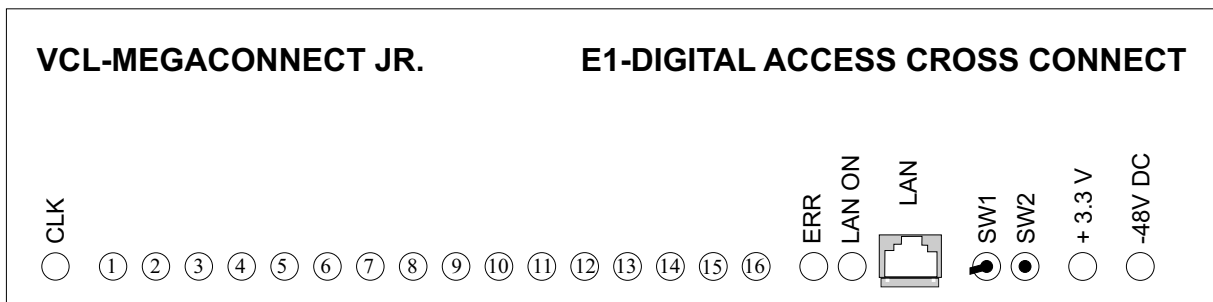 VCL-MEGACONNECT JR. E1-DIGITAL ACCESS CROSS CONNECT
CLK 1 2 3 4 5 6 7 8 9 10 11 12 13 14 15 16 ERR LAN ON LAN SW1 SW2 + 3.3 V -48V DC